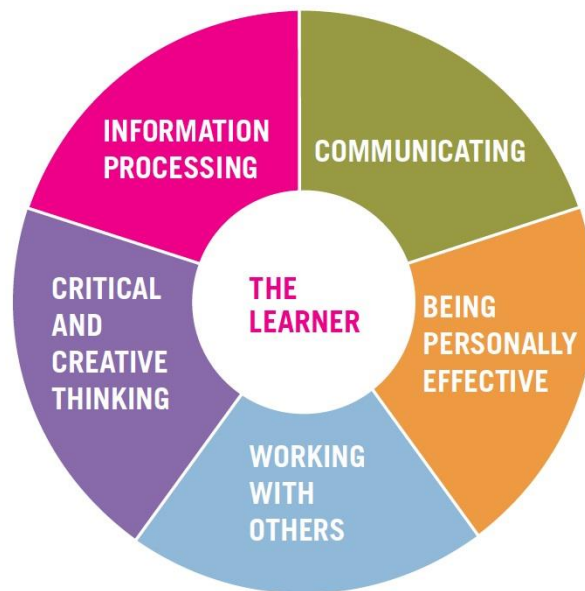 INFORMATION
PROCESSING
COMMUNICATING
CRITICAL
AND
CREATIVE
THINKING
THE
LEARNER
BEING
PERSONALLY
EFFECTIVE
WORKING
WITH
OTHERS